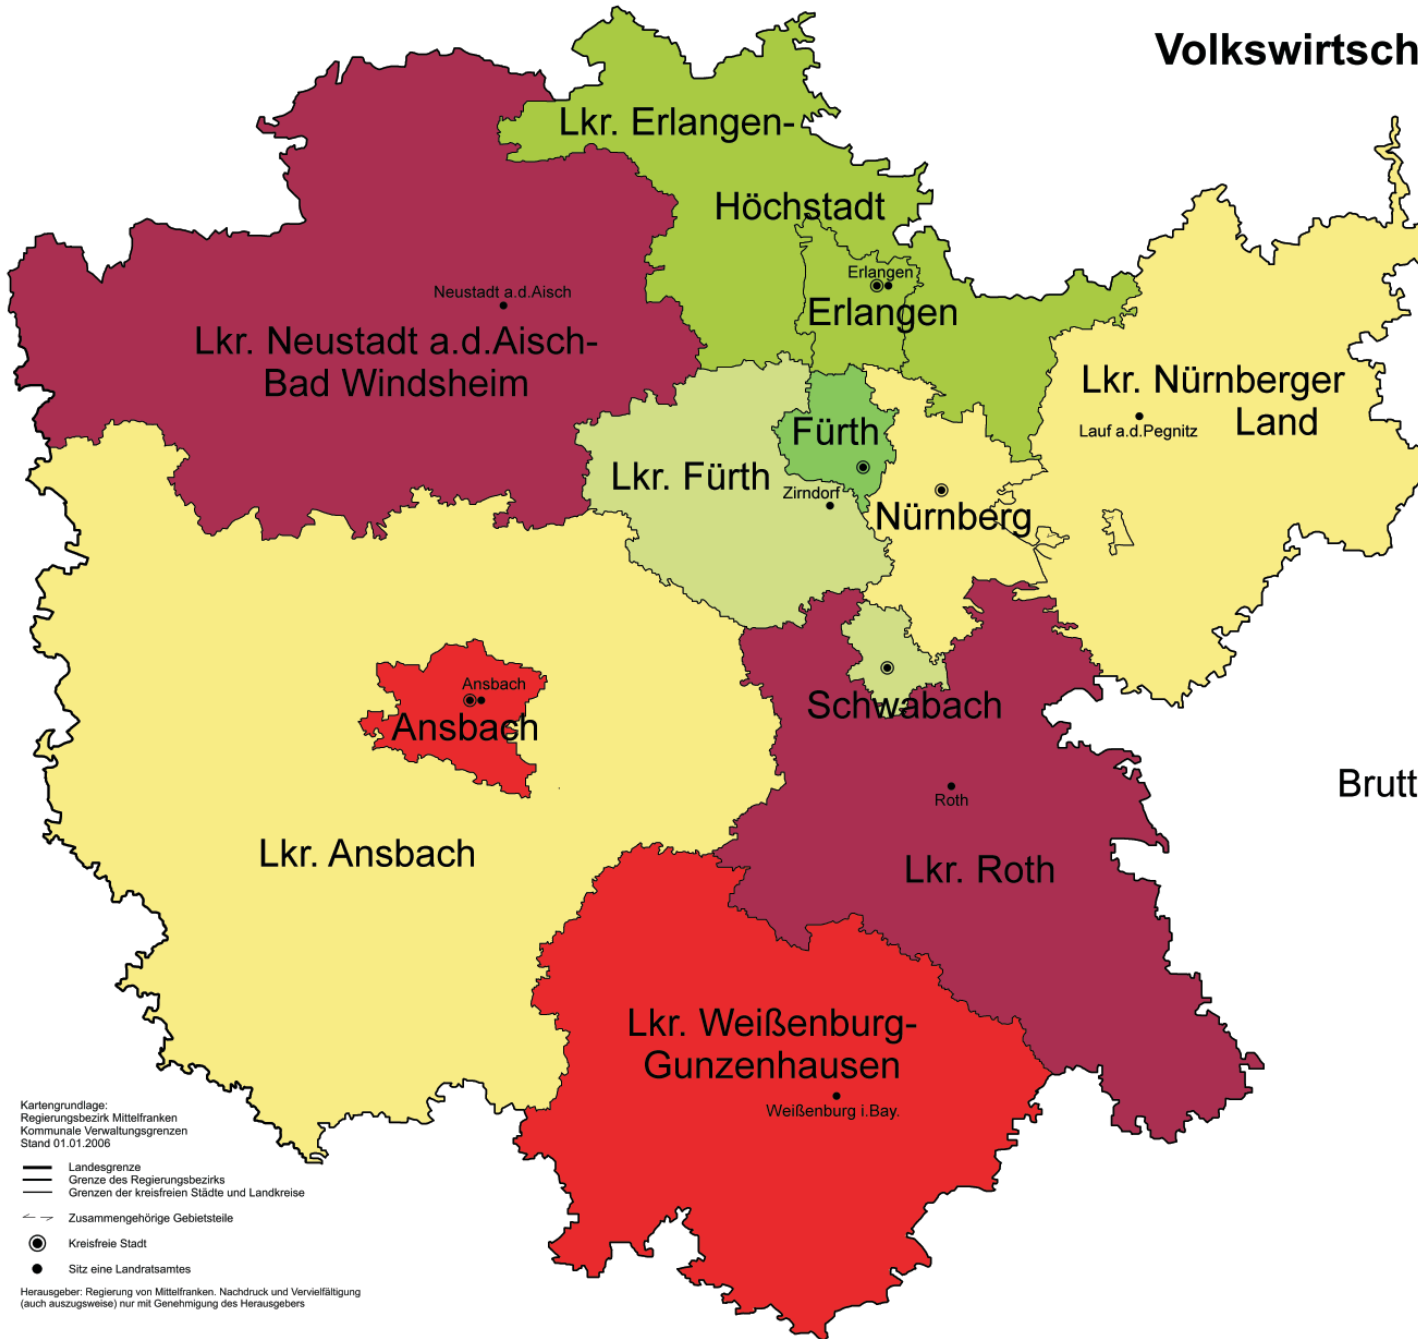 Volkswirtsch
Lkr. Erlangen-
Höchstadt
Erlangen
Erlangen
Neustadt a.d.Aisch
Lkr. Neustadt a.d.Aisch-
Bad Windsheim
Lkr. Nürnberger
Land
Lauf a.d.Pegnitz
Fürth
Lkr. Fürth
Zirndorf
Nürnberg
Ansbach
Ansbach
Schwabach
Roth
Brutt
Lkr. Ansbach
Lkr. Roth
Lkr. Weißenburg-
Gunzenhausen
Weißenburg i.Bay.
Kartengrundlage:
Regierungsbezirk Mittelfranken
Kommunale Verwaltungsgrenzen
Stand 01.01.2006
Landesgrenze
Grenze des Regierungsbezirks
Grenzen der kreisfreien Städte und Landkreise
Zusammengehörige Gebietsteile
Kreisfreie Stadt
Sitz eine Landratsamtes
Herausgeber: Regierung von Mittelfranken. Nachdruck und Vervielfältigung
(auch auszugsweise) nur mit Genehmigung des Herausgebers